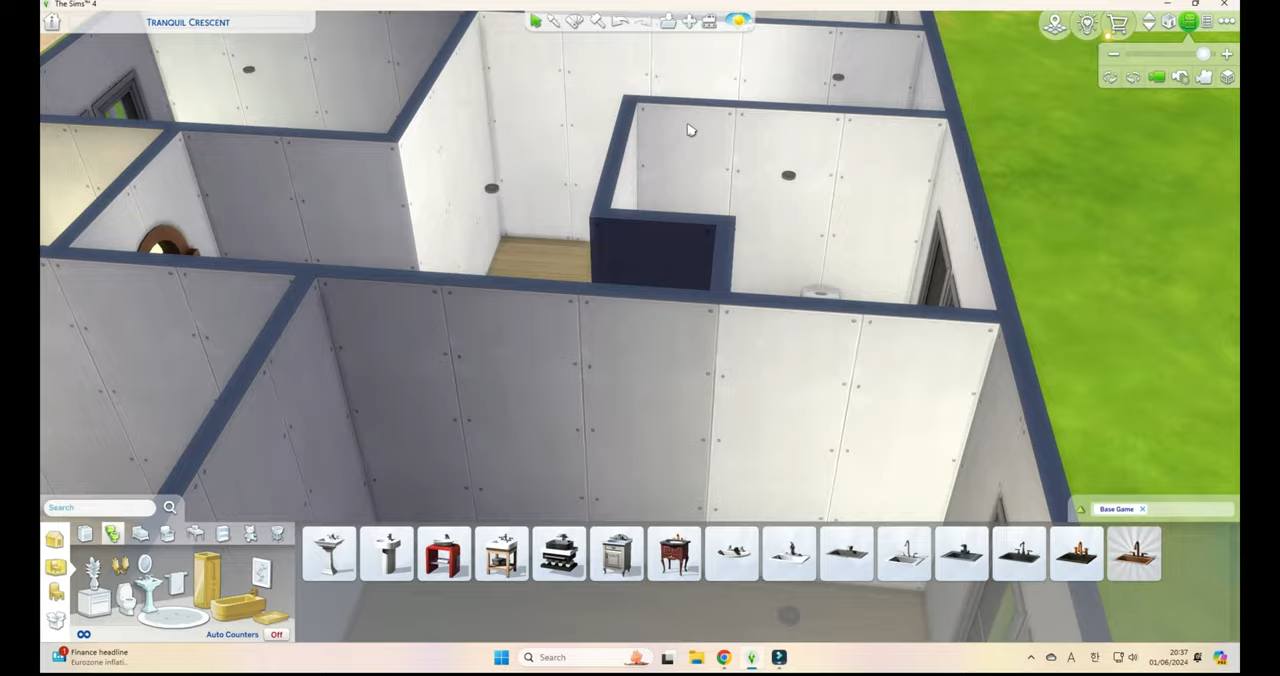 The Sims™ 4
TRANQUIL CRESCENT
Search
Base Game
Auto Counters Off
Finance headline
Eurozone inflati...
Search
A 한
20:37
01/06/2024